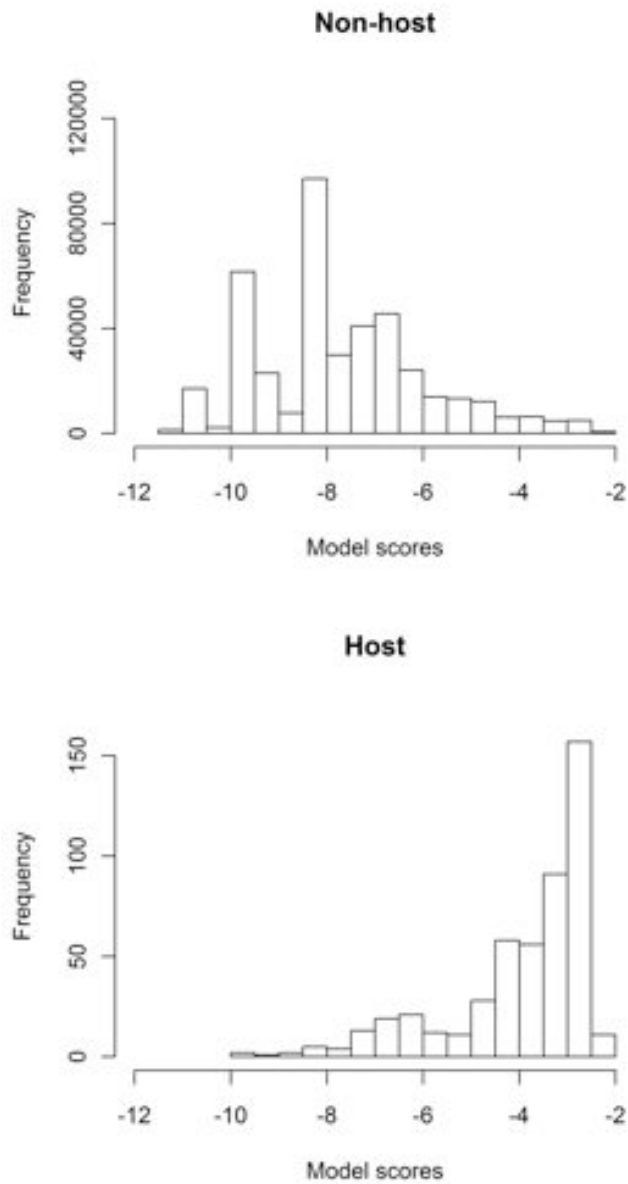 Non-host
120000
80000
40000
0
Frequency
-12 -10 -8 -6 -4 -2
Model scores
Host
150
100
50
0
Frequency
-12 -10 -8 -6 -4 -2
Model scores